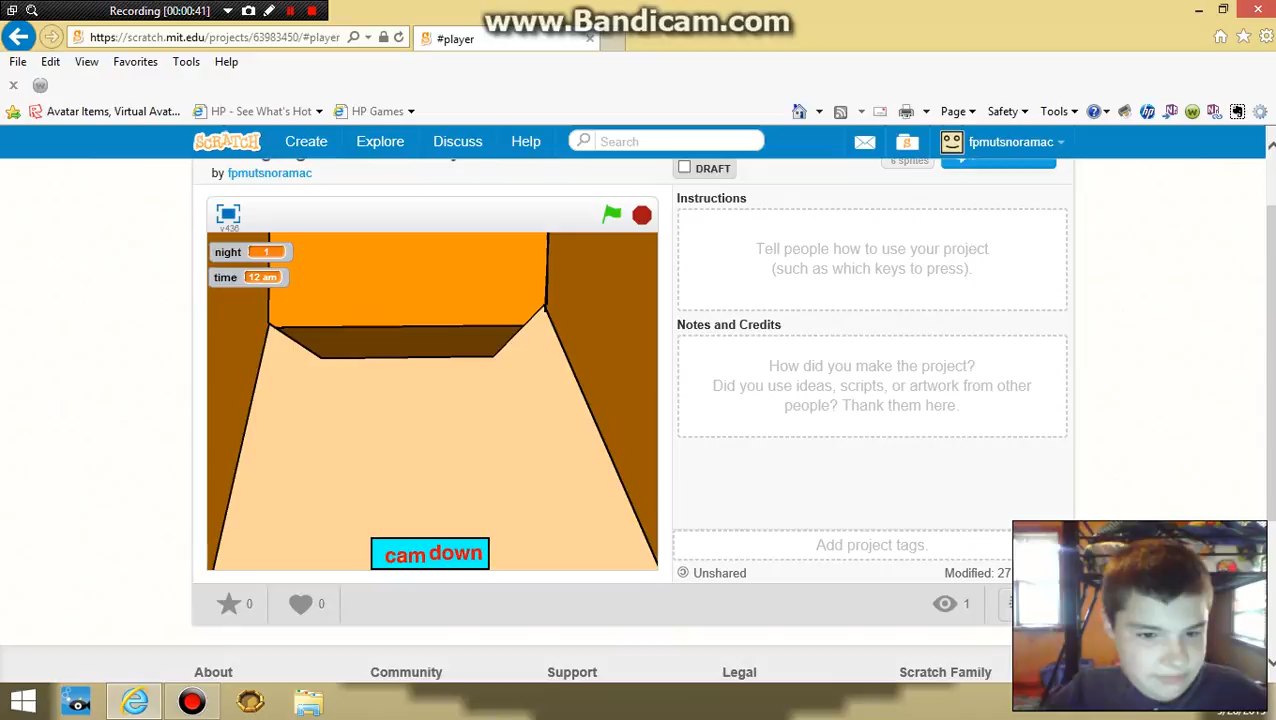 Recording [00:00:41]
www.Bandicam.com
https://scratch.mit.edu/projects/63983450/#player
#player
File Edit View Favorites Tools Help
Avatar Items, Virtual Avat... HP - See What's Hot HP Games
Page Safety Tools
SCRATCH Create Explore Discuss Help Search fpmutsnoramac
by fpmutsnoramac
DRAFT
6 sprites
v436
Instructions
night 1
time 12 am
Tell people how to use your project
(such as which keys to press).
Notes and Credits
How did you make the project?
Did you use ideas, scripts, or artwork from other
people? Thank them here.
cam down
Add project tags.
Unshared Modified: 27
0 0 1
About Community Support Legal Scratch Family